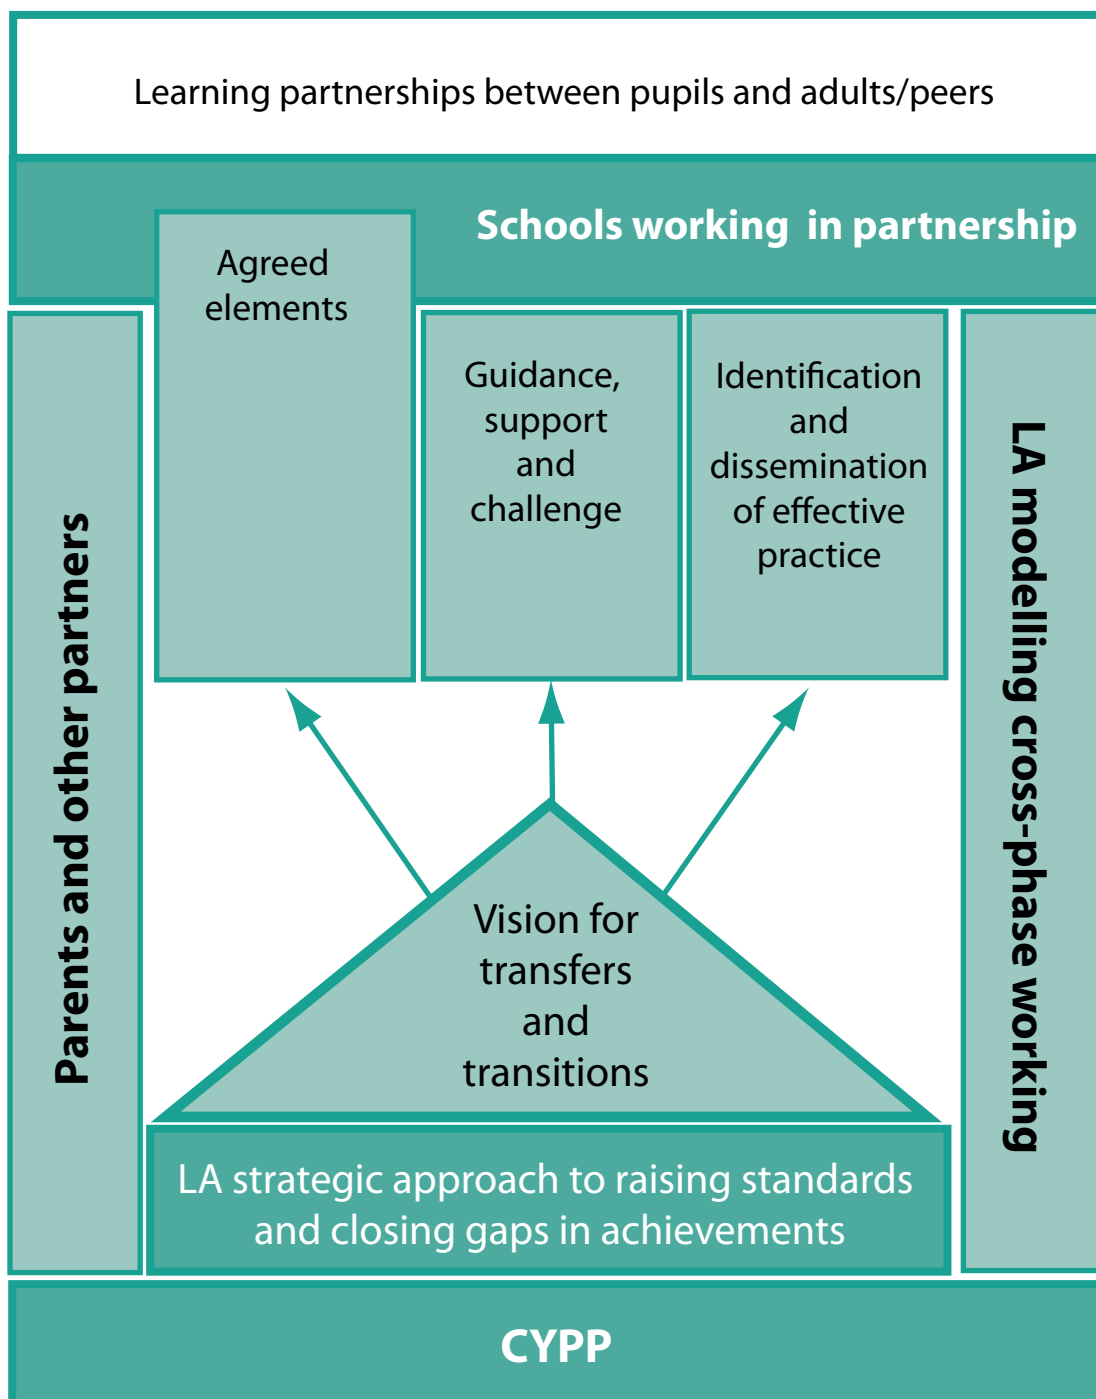 Learning partnerships between pupils and adults/peers
Schools working in partnership
Agreed
elements
Guidance,
support
and
challenge
Identification
and
dissemination
of effective
practice
Parents and other partners
LA modelling cross-phase working
Vision for
transfers
and
transitions
LA strategic approach to raising standards
and closing gaps in achievements
CYPP